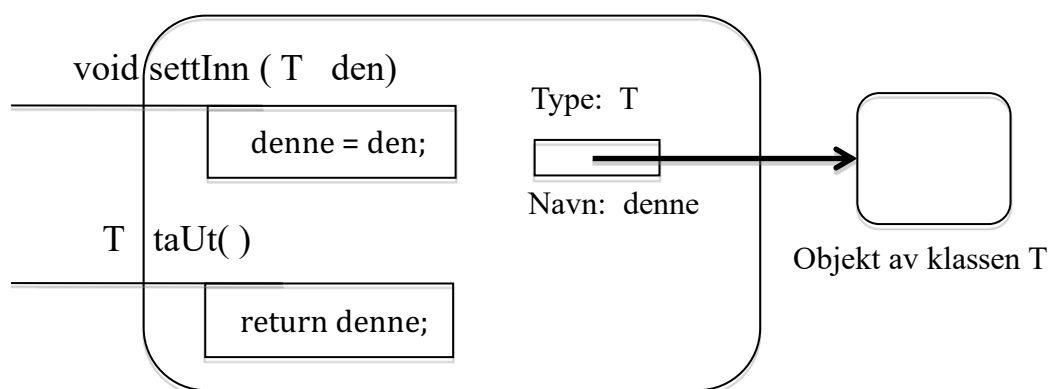 void settInn ( T den)
denne = den;
T taUt( )
return denne;
Type: T
Navn: denne
Objekt av klassen T